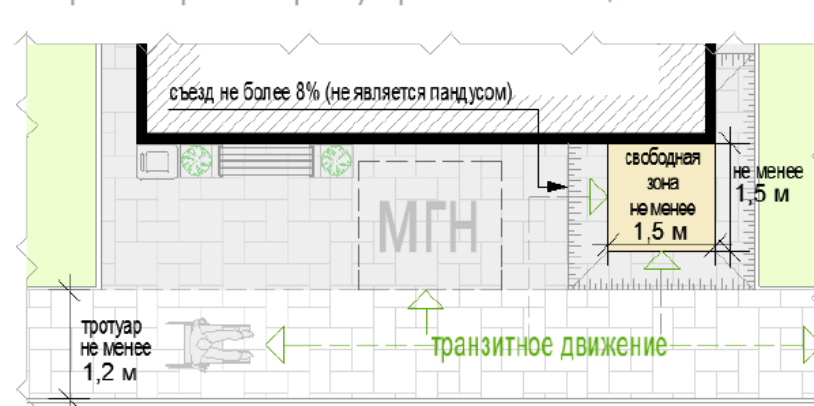 съезд не более 8% (не является пандусом)
свободная
зона
не менее
1,5 м
не менее
1,5 м
МГН
тротуар
не менее
1,2 м
транзитное движение